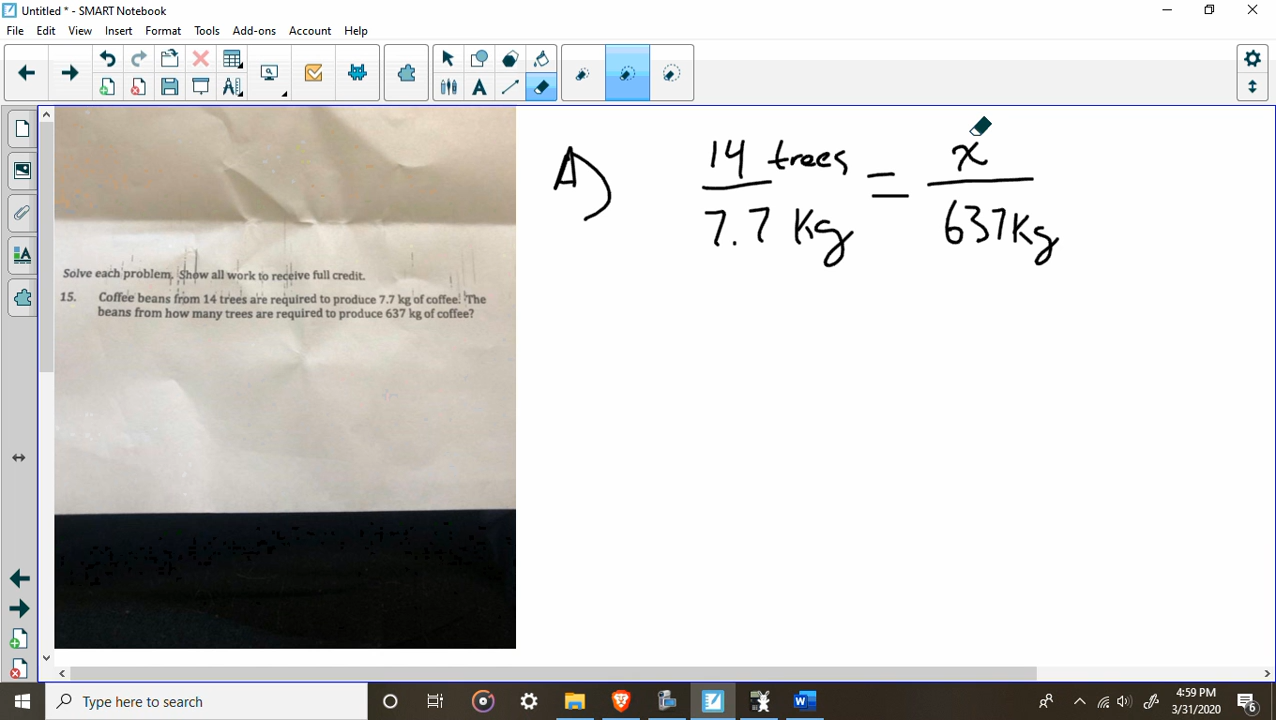 Untitled * - SMART Notebook
File Edit View Insert Format Tools Add-ons Account Help
Solve each problem. Show all work to receive full credit.
15. Coffee beans from 14 trees are required to produce 7.7 kg of coffee. The
beans from how many trees are required to produce 637 kg of coffee?
A)
14 trees
7.7 Kg
=
x
637Kg
Type here to search
4:59 PM
3/31/2020
6